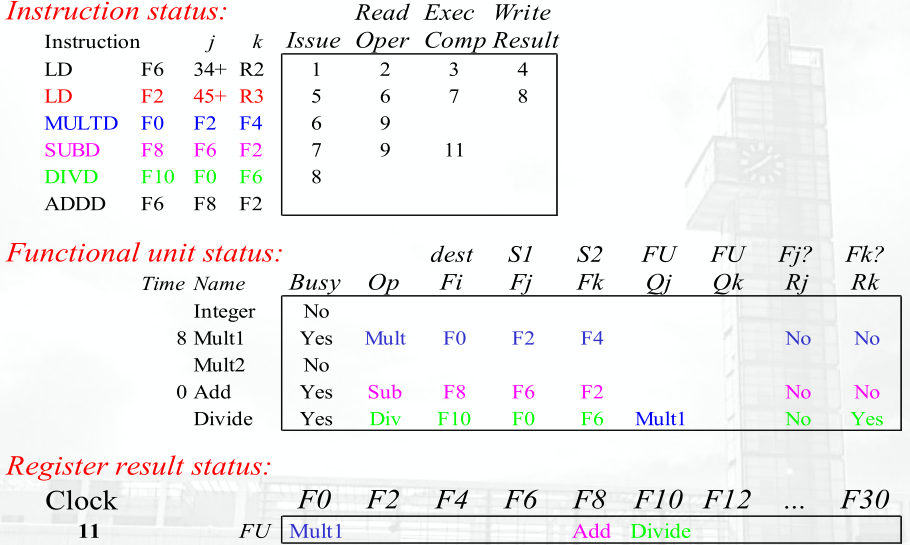 Instruction status: Read Exec Write
Instruction j k Issue Oper Comp Result
LD F6 34+ R2 1 2 3 4
LD F2 45+ R3 5 6 7 8
MULTD F0 F2 F4 6 9
SUBD F8 F6 F2 7 9 11
DIVD F10 F0 F6 8
ADDD F6 F8 F2
Functional unit status: dest S1 S2 FU FU Fj? Fk?
Time Name Busy Op Fi Fj Fk Qj Qk Rj Rk
Integer No
8 Mult1 Yes Mult F0 F2 F4 No No
Mult2 No
0 Add Yes Sub F8 F6 F2 No No
Divide Yes Div F10 F0 F6 Mult1 No Yes
Register result status:
Clock F0 F2 F4 F6 F8 F10 F12 ... F30
11 FU Mult1 Add Divide